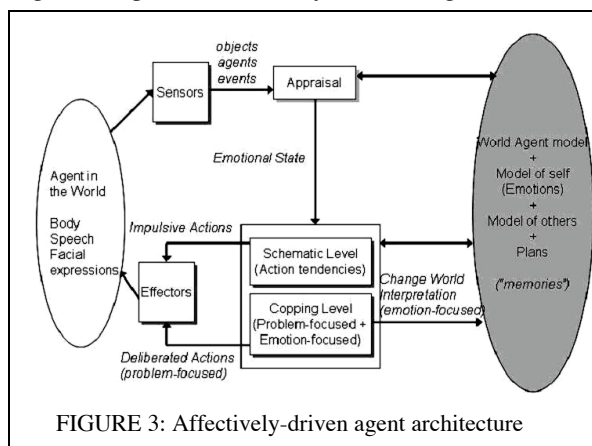 objects
agents
events
Sensors
Appraisal
Emotional State
Agent in
the World
Body
Speech
Facial
expressions
Impulsive Actions
Effectors
Deliberated Actions
(problem-focused)
Schematic Level
(Action tendencies)
Copping Level
(Problem-focused +
Emotion-focused)
Change World
Interpretation
(emotion-focused)
World Agent model
+
Model of self
(Emotions)
+
Model of others
+
Plans
("memories")
FIGURE 3: Affectively-driven agent architecture